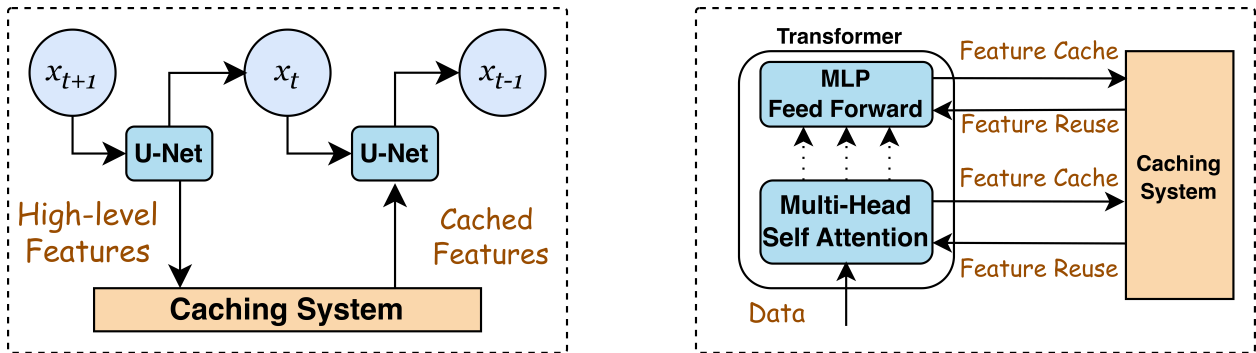 x_{t+1}
x_t
x_{t-1}
U-Net
U-Net
High-level
Features
Cached
Features
Caching System
Transformer
MLP
Feed Forward
Multi-Head
Self Attention
Data
Feature Cache
Feature Reuse
Feature Cache
Feature Reuse
Caching
System